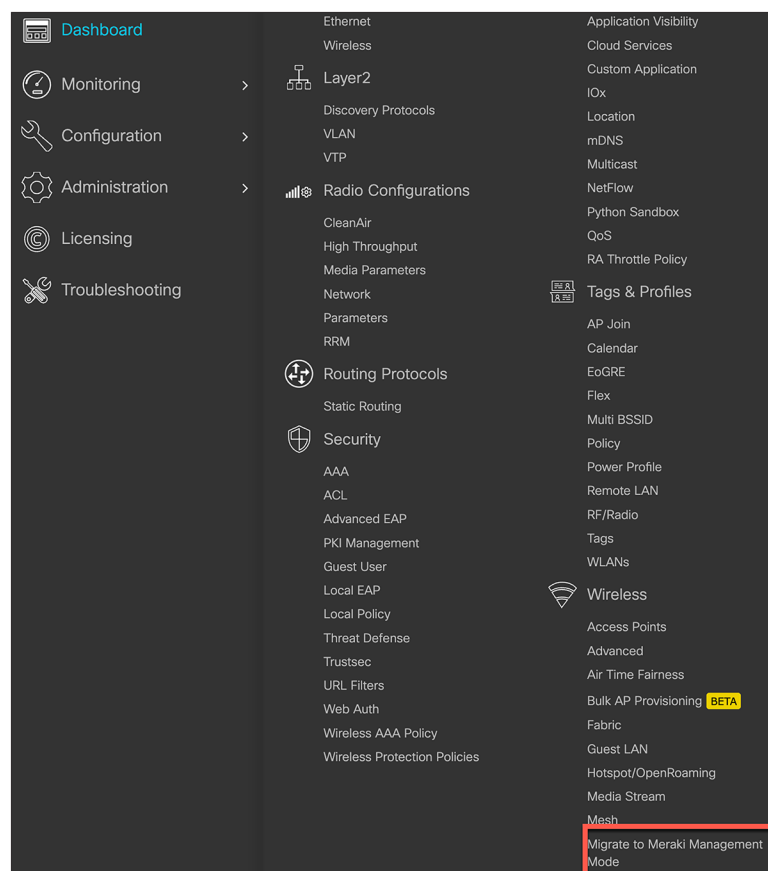 Dashboard
Monitoring
Configuration
Administration
Licensing
Troubleshooting
Ethernet
Wireless
Layer2
Discovery Protocols
VLAN
VTP
Radio Configurations
CleanAir
High Throughput
Media Parameters
Network
Parameters
RRM
Routing Protocols
Static Routing
Security
AAA
ACL
Advanced EAP
PKI Management
Guest User
Local EAP
Local Policy
Threat Defense
Trustsec
URL Filters
Web Auth
Wireless AAA Policy
Wireless Protection Policies
Application Visibility
Cloud Services
Custom Application
IOx
Location
mDNS
Multicast
NetFlow
Python Sandbox
QoS
RA Throttle Policy
Tags & Profiles
AP Join
Calendar
EoGRE
Flex
Multi BSSID
Policy
Power Profile
Remote LAN
RF/Radio
Tags
WLANs
Wireless
Access Points
Advanced
Air Time Fairness
Bulk AP Provisioning BETA
Fabric
Guest LAN
Hotspot/OpenRoaming
Media Stream
Mesh
Migrate to Meraki Management
Mode